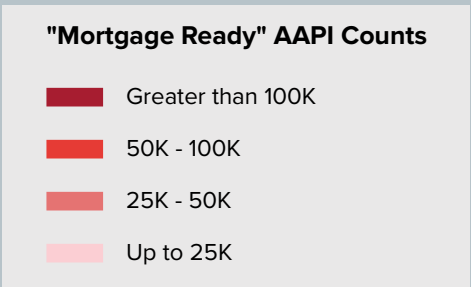 "Mortgage Ready" AAPI Counts
Greater than 100K
50K - 100K
25K - 50K
Up to 25K